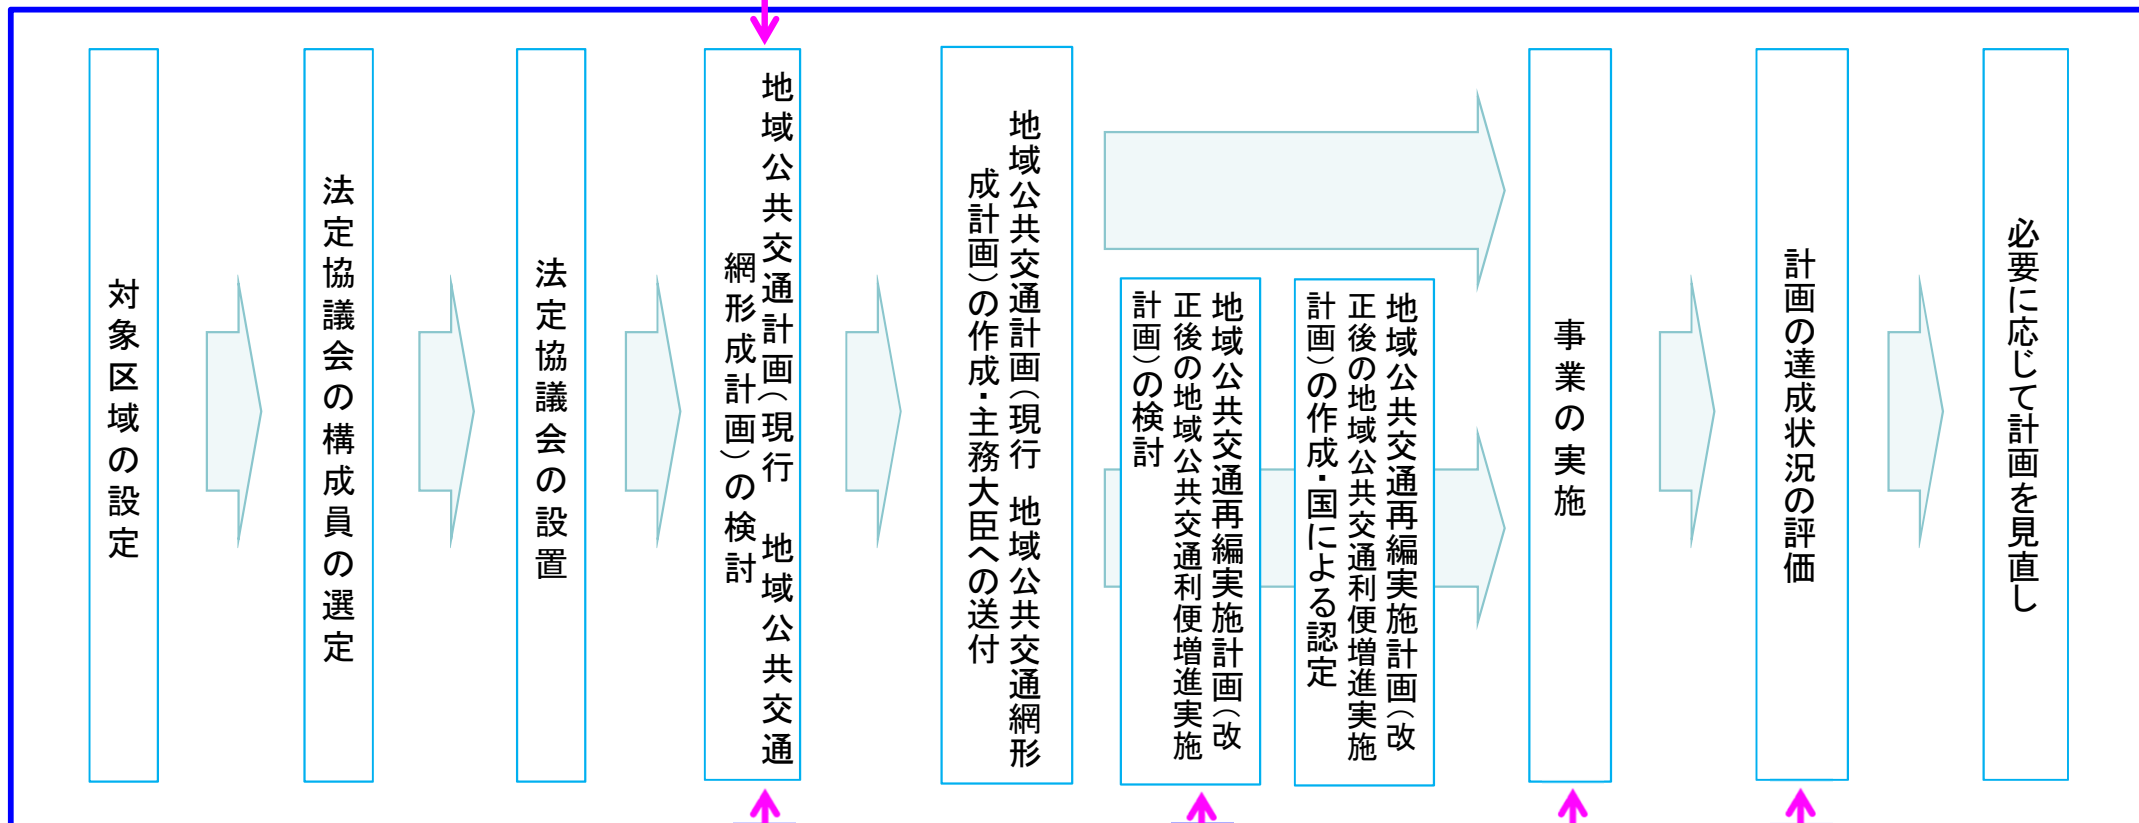 対象区域の設定
法定協議会の構成員の選定
法定協議会の設置
地域公共交通計画（現行 地域公共交通
網形成計画）の検討
地域公共交通計画（現行 地域公共交通網形
成計画）の作成・主務大臣への送付
地域公共交通再編実施計画（改
正後の地域公共交通利便増進実施
計画）の検討
地域公共交通再編実施計画（改
正後の地域公共交通利便増進実施
計画）の作成・国による認定
事業の実施
計画の達成状況の評価
必要に応じて計画を見直し